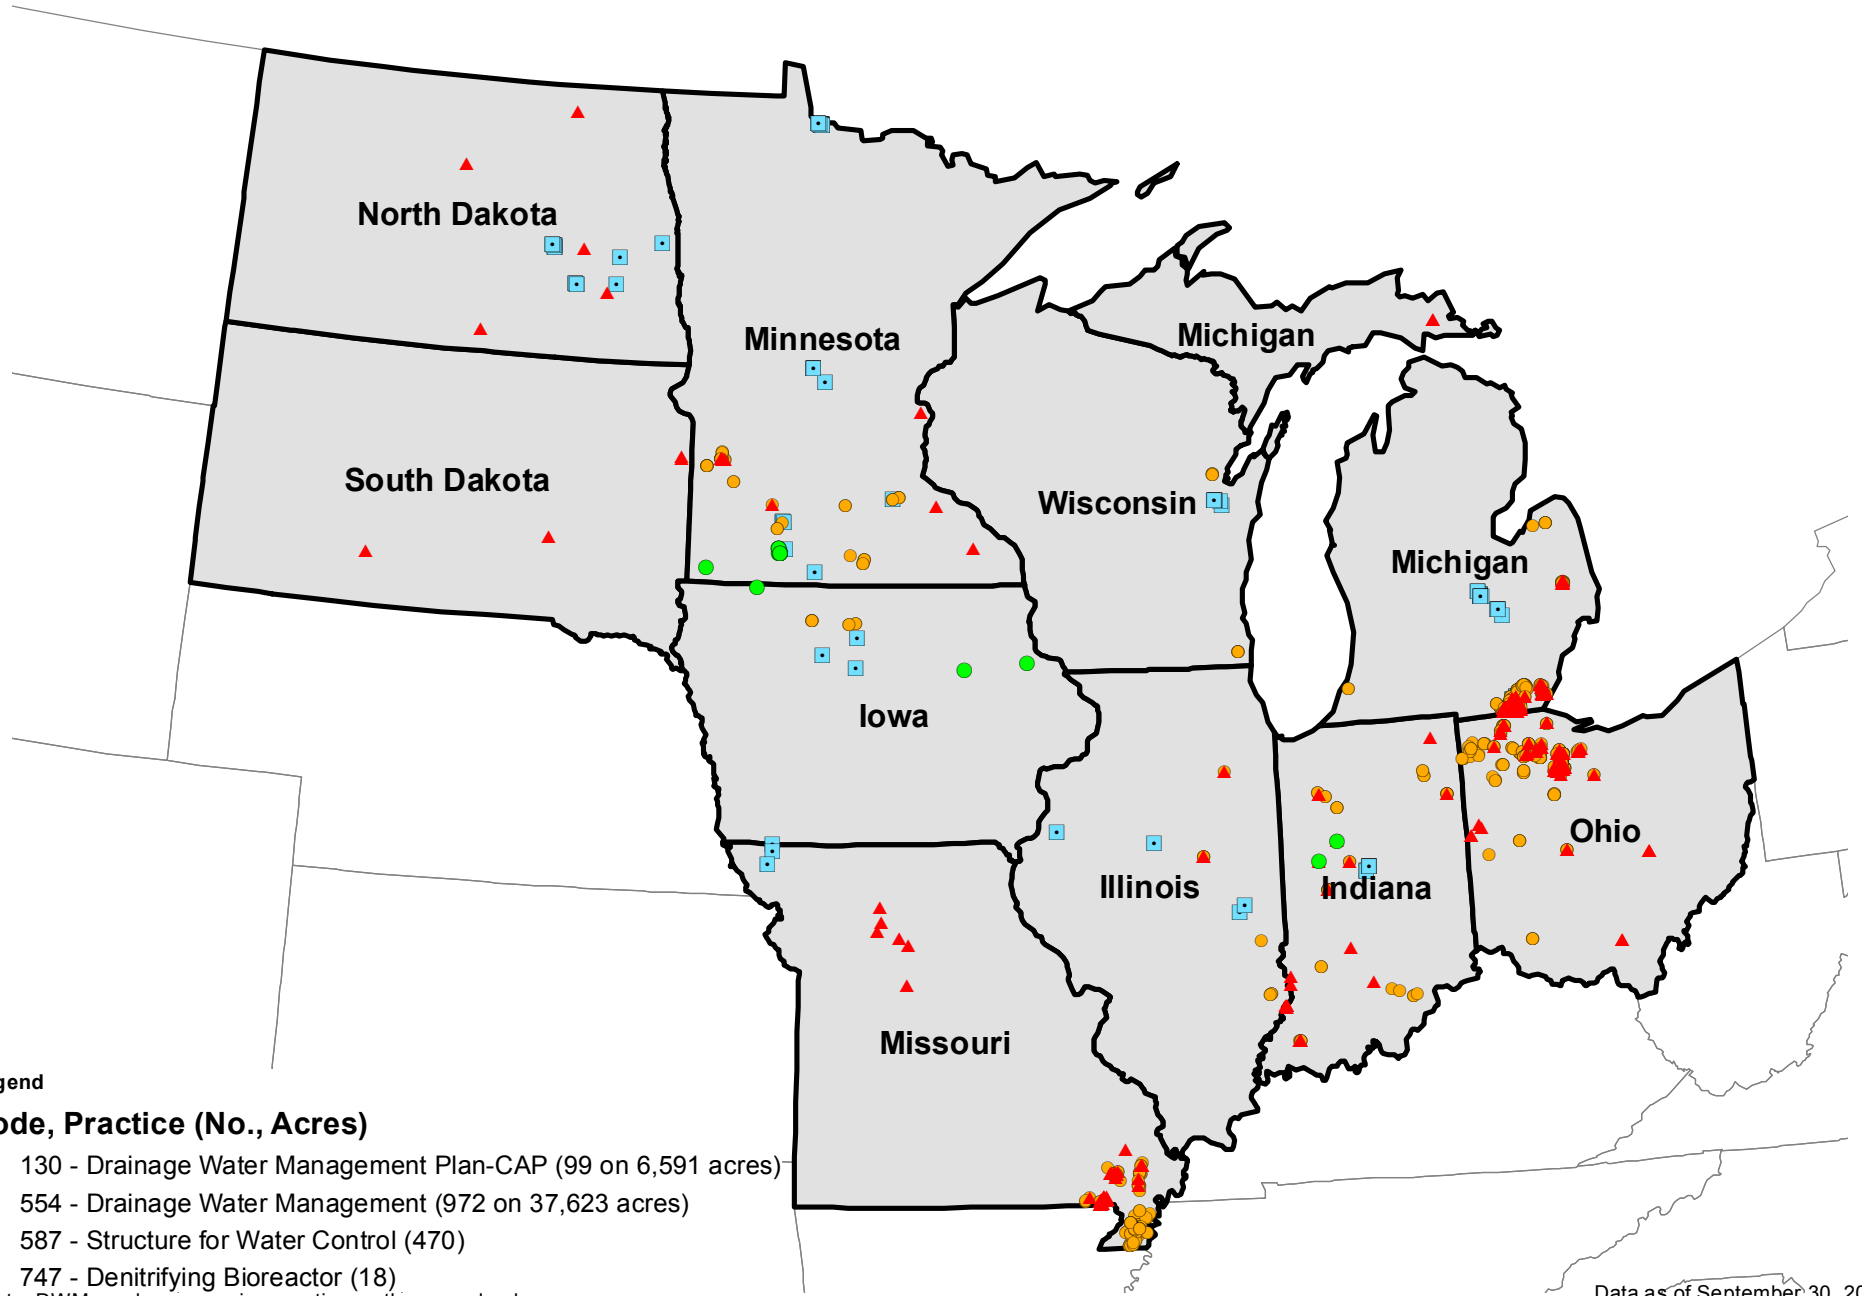 North Dakota
Minnesota
Michigan
South Dakota
Wisconsin
Michigan
Iowa
Ohio
Illinois
Indiana
Missouri
gend
ode, Practice (No., Acres)
130 - Drainage Water Management Plan-CAP (99 on 6,591 acres)
554 - Drainage Water Management (972 on 37,623 acres)
587 - Structure for Water Control (470)
747 - Denitrifying Bioreactor (18)
Data as of September 30, 20